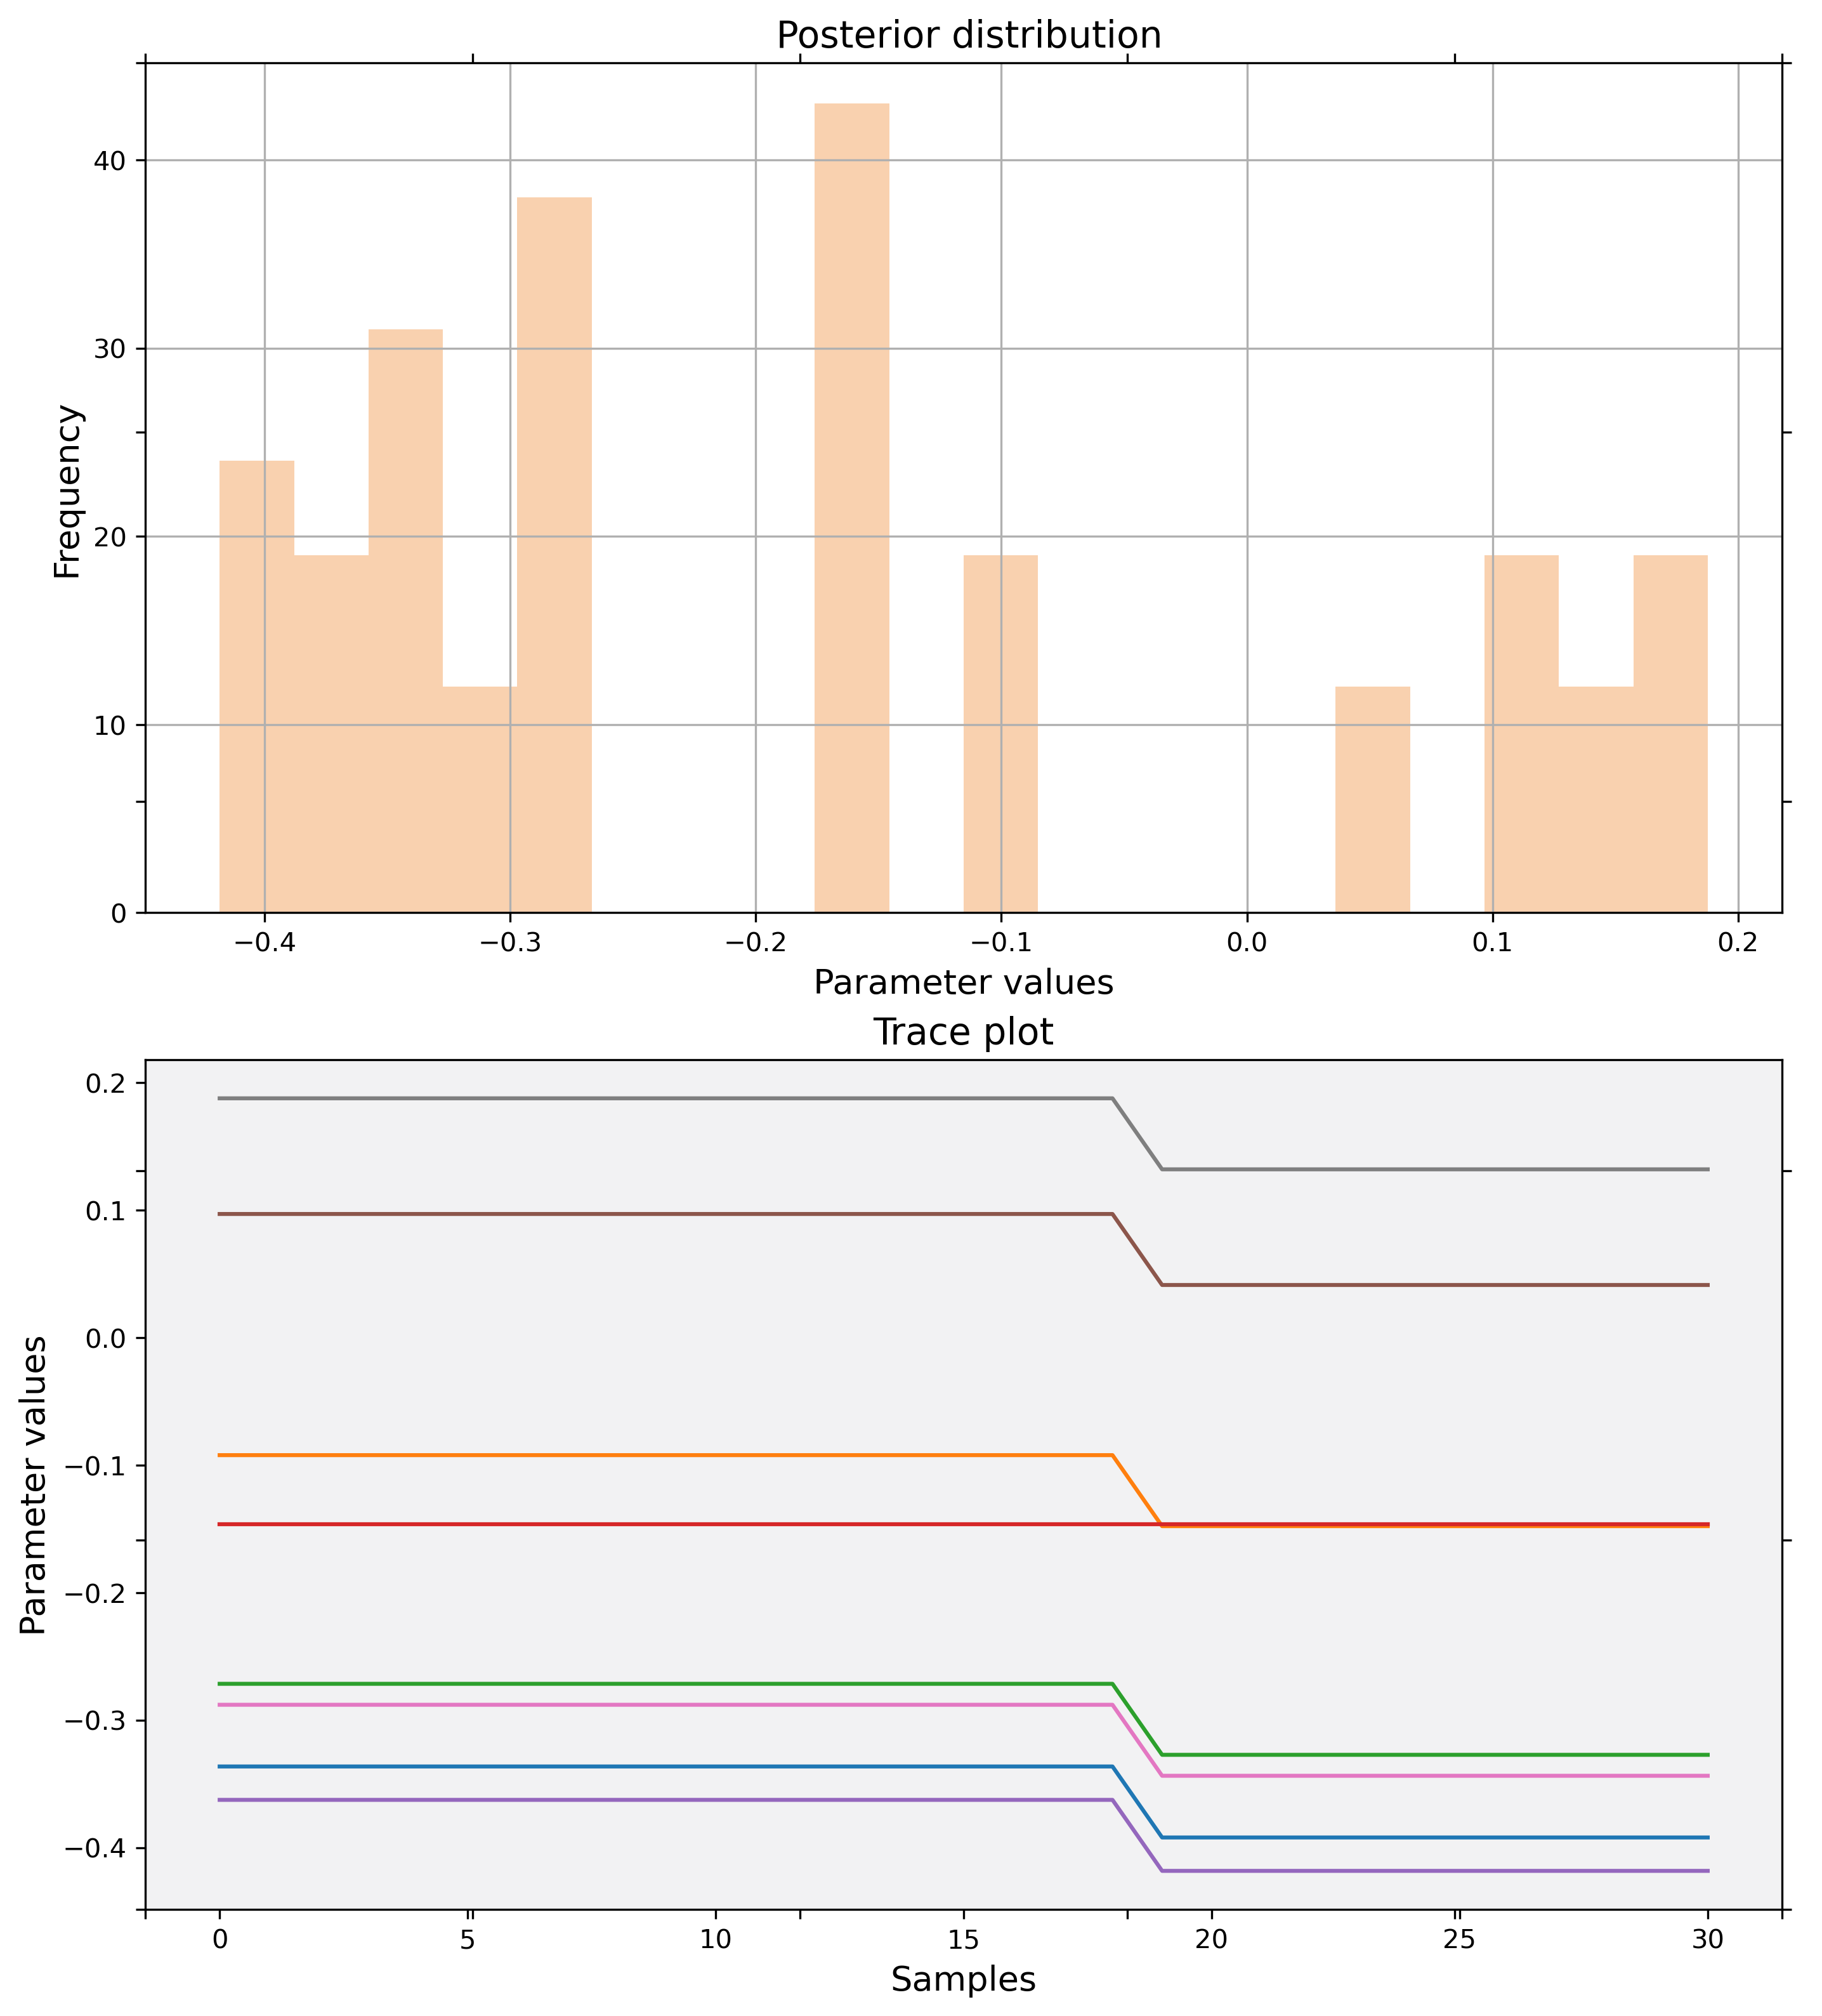 Posterior distribution
Frequency
40
30
20
10
0
−0.4 −0.3 −0.2 −0.1 0.0 0.1 0.2
Parameter values
Trace plot
Parameter values
0.2
0.1
0.0
−0.1
−0.2
−0.3
−0.4
0 5 10 15 20 25 30
Samples